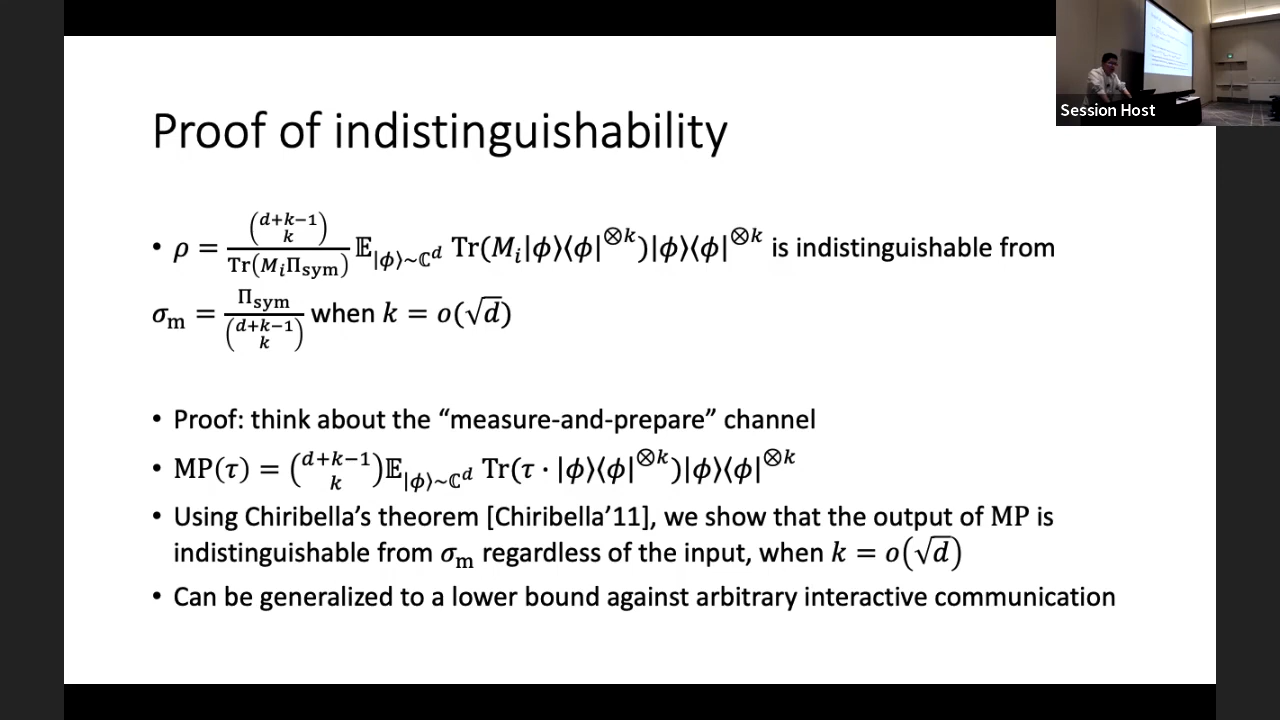 Session Host
Proof of indistinguishability
• ρ = \frac{\binom{d+k−1}{k}}{Tr(M_i Π_sym)} 𝔼_{|ϕ⟩∼ℂ^d} Tr(M_i|ϕ⟩⟨ϕ|^{⊗k})|ϕ⟩⟨ϕ|^{⊗k} is indistinguishable from
σ_m = \frac{Π_sym}{\binom{d+k−1}{k}} when k = o(√d)
• Proof: think about the “measure-and-prepare” channel
• MP(τ) = \binom{d+k−1}{k} 𝔼_{|ϕ⟩∼ℂ^d} Tr(τ · |ϕ⟩⟨ϕ|^{⊗k})|ϕ⟩⟨ϕ|^{⊗k}
• Using Chiribella’s theorem [Chiribella’11], we show that the output of MP is
indistinguishable from σ_m regardless of the input, when k = o(√d)
• Can be generalized to a lower bound against arbitrary interactive communication